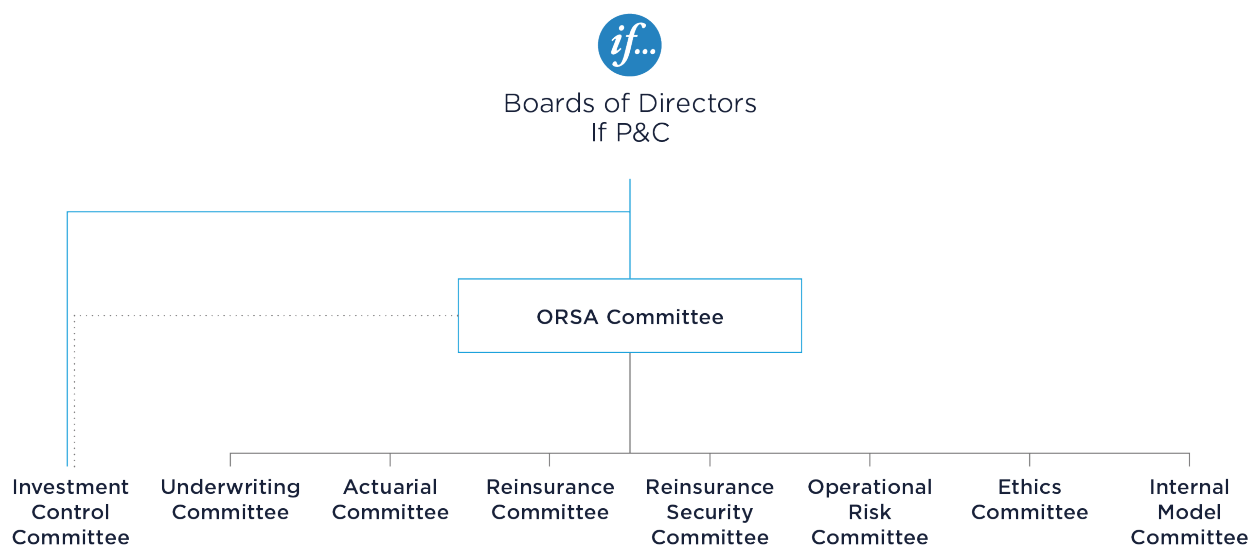 if...
Boards of Directors
If P&C
ORSA Committee
Investment
Control
Committee
Underwriting
Committee
Actuarial
Committee
Reinsurance
Committee
Reinsurance
Security
Committee
Operational
Risk
Committee
Ethics
Committee
Internal
Model
Committee